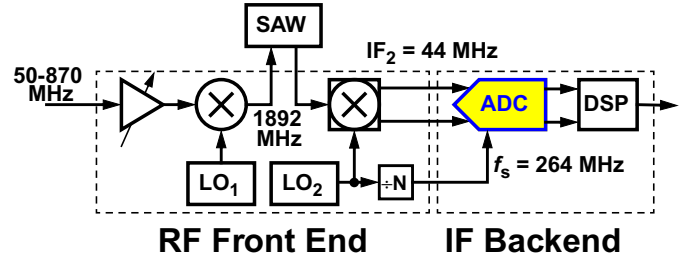 SAW
IF₂ = 44 MHz
50-870
MHz
1892
MHz
ADC
DSP
LO₁
LO₂
÷N
fₛ = 264 MHz
RF Front End
IF Backend